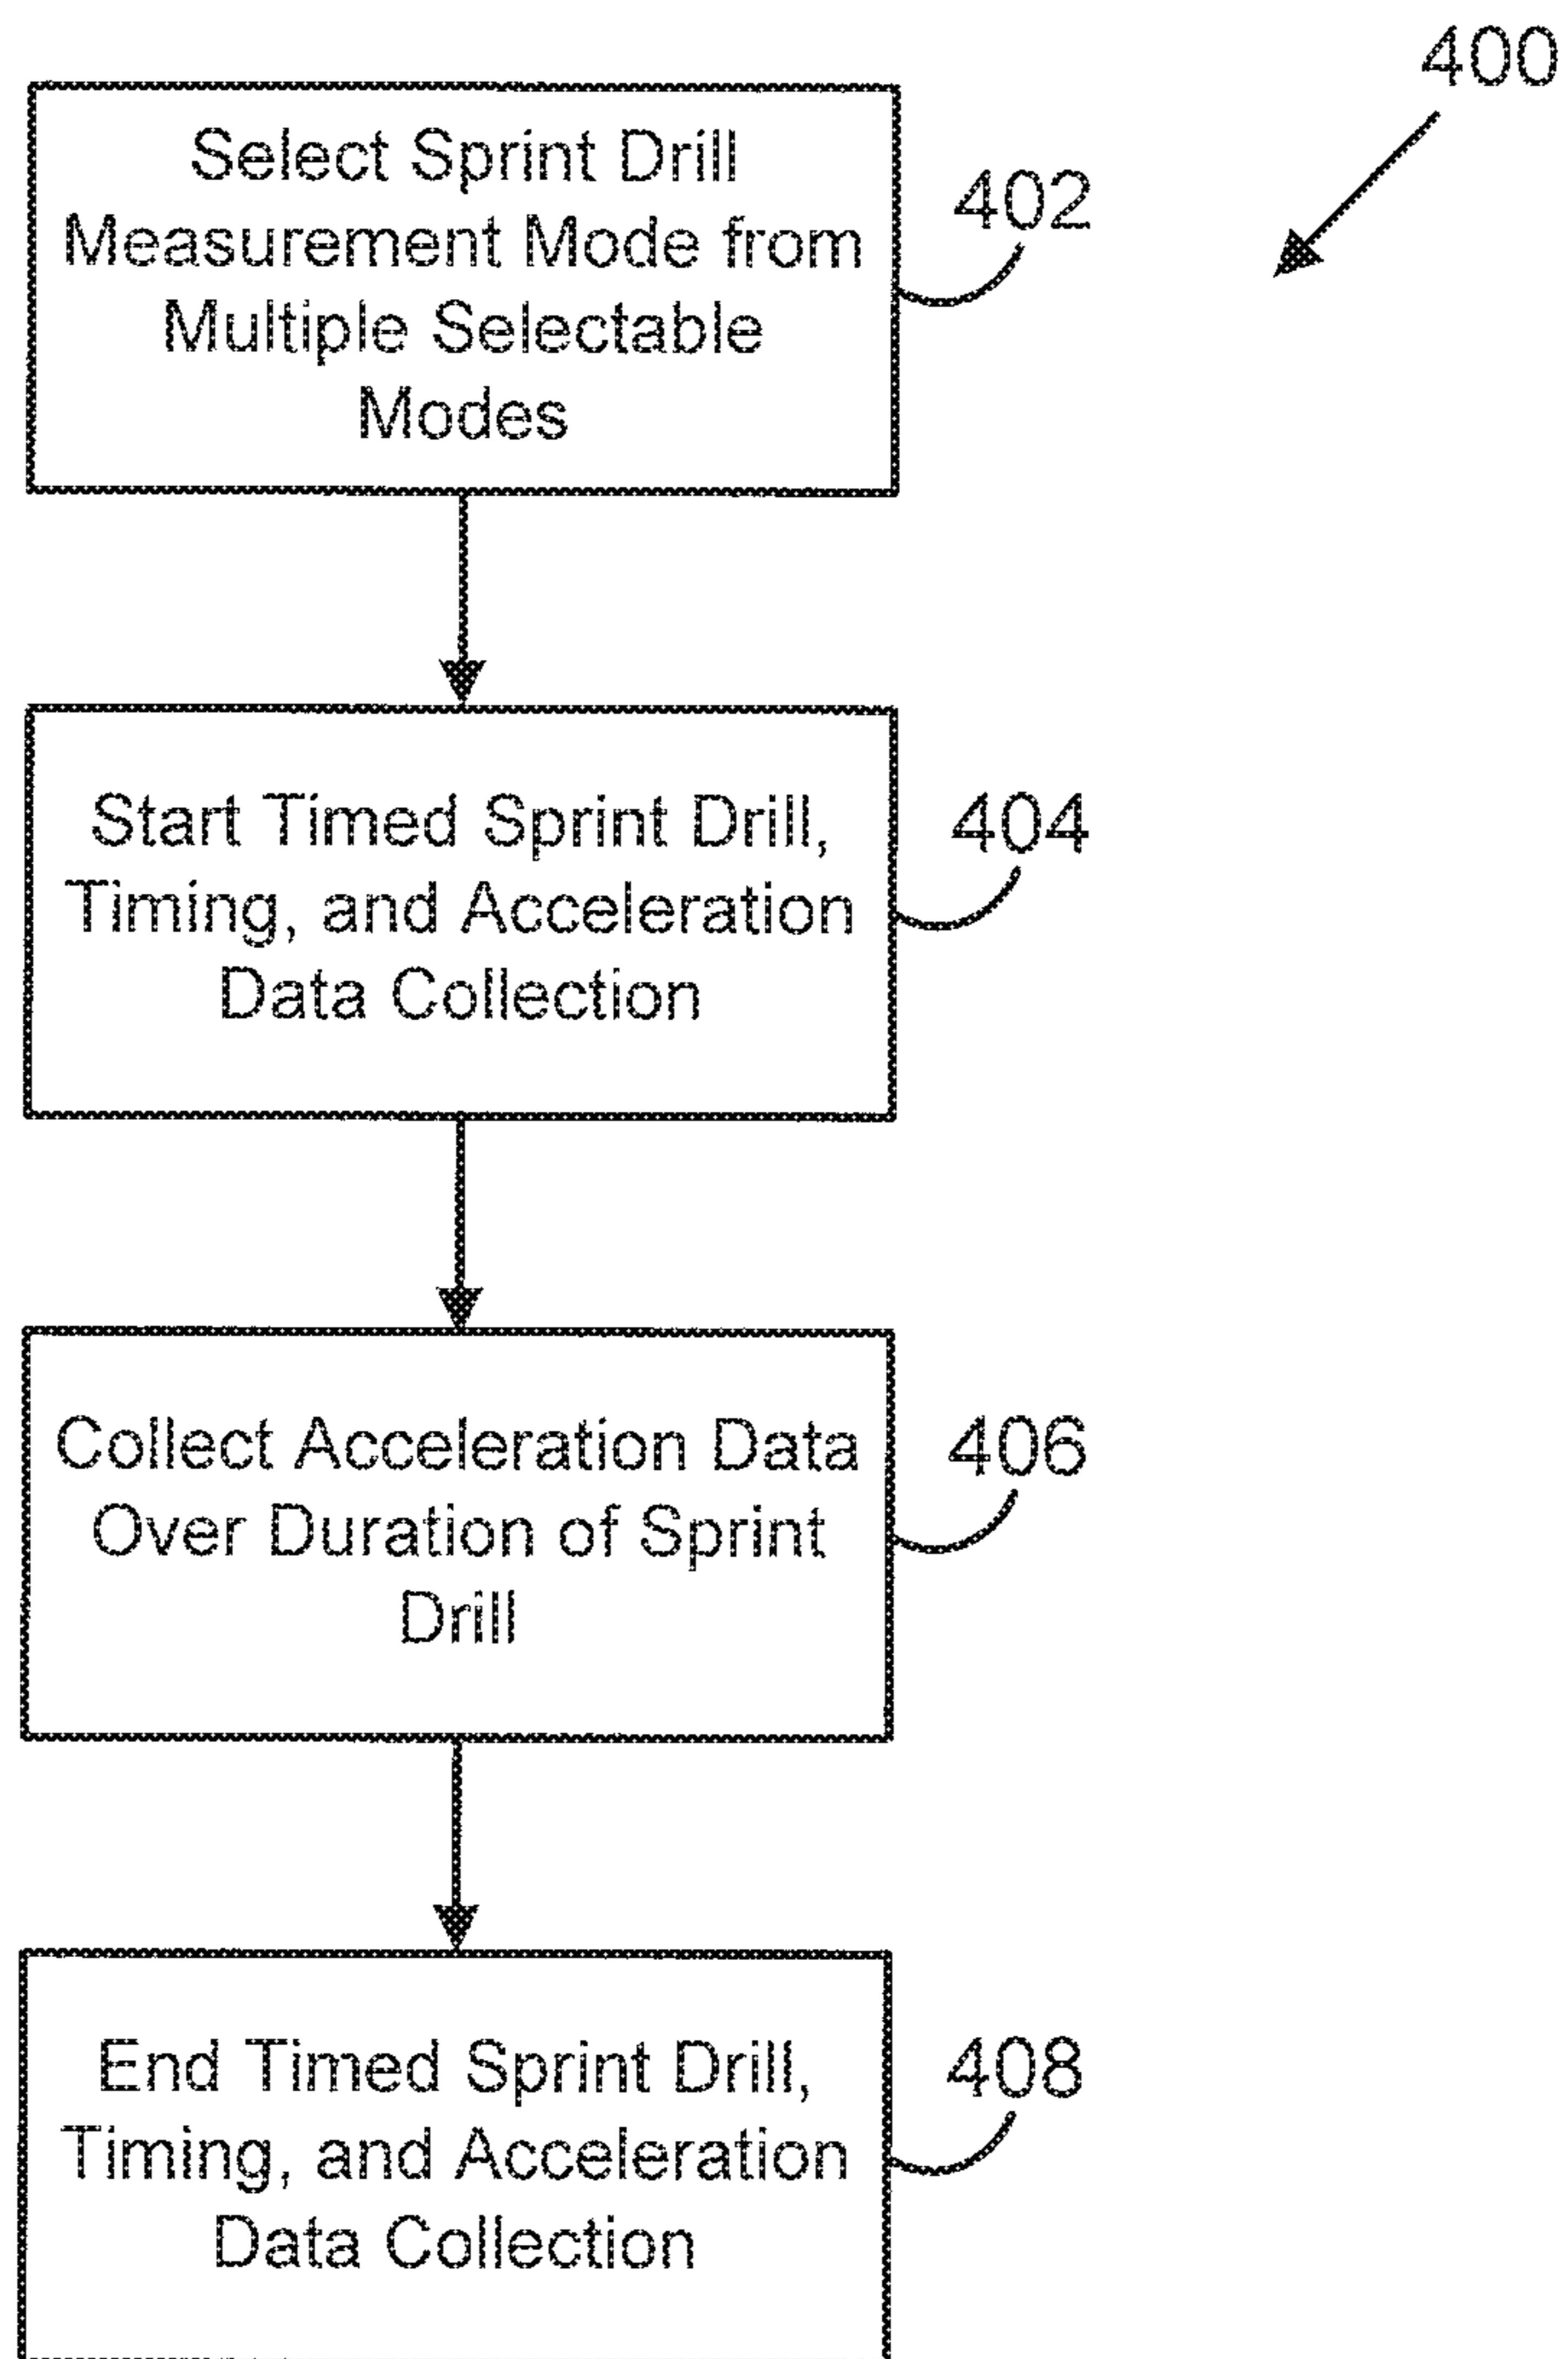 400
Select Sprint Drill
Measurement Mode from
Multiple Selectable
Modes
402
Start Timed Sprint Drill,
Timing, and Acceleration
Data Collection
404
Collect Acceleration Data
Over Duration of Sprint
Drill
406
End Timed Sprint Drill,
Timing, and Acceleration
Data Collection
408